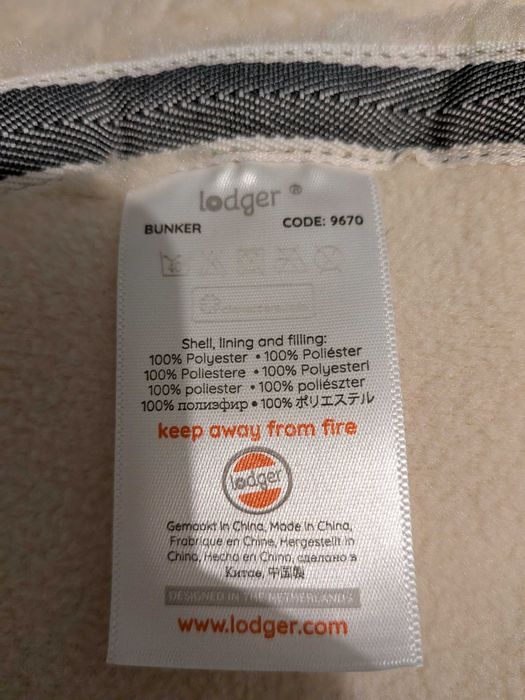 lodger ®
BUNKER CODE: 9670
40
Shell, lining and filling:
100% Polyester • 100% Poliéster
100% Poliestere • 100% Polyesteri
100% poliester • 100% poliészter
100% полиэфир • 100% ポリエステル
keep away from fire
lodger
Gemaakt in China, Made in China,
Frabrique en Chine, Hergestellt in
China, Hecho en China, сделано в
Китае, 中国製
DESIGNED IN THE NETHERLANDS
www.lodger.com